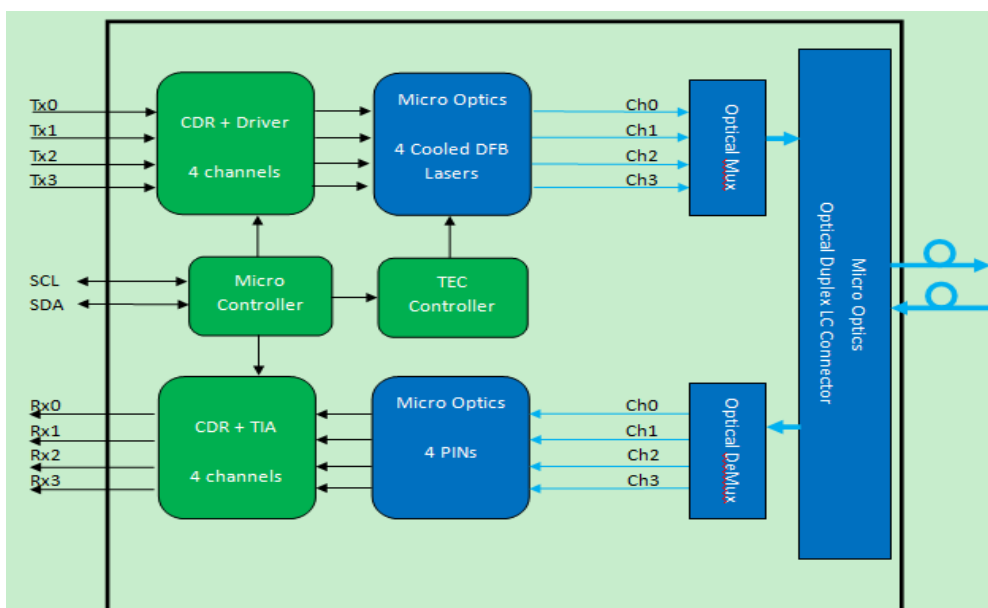 Tx0
Tx1
Tx2
Tx3
CDR + Driver
4 channels
Micro Optics
4 Cooled DFB
Lasers
Ch0
Ch1
Ch2
Ch3
Optical Mux
Micro Optics
Optical Duplex LC Connector
SCL
SDA
Micro
Controller
TEC
Controller
Rx0
Rx1
Rx2
Rx3
CDR + TIA
4 channels
Micro Optics
4 PINs
Ch0
Ch1
Ch2
Ch3
Optical DeMux